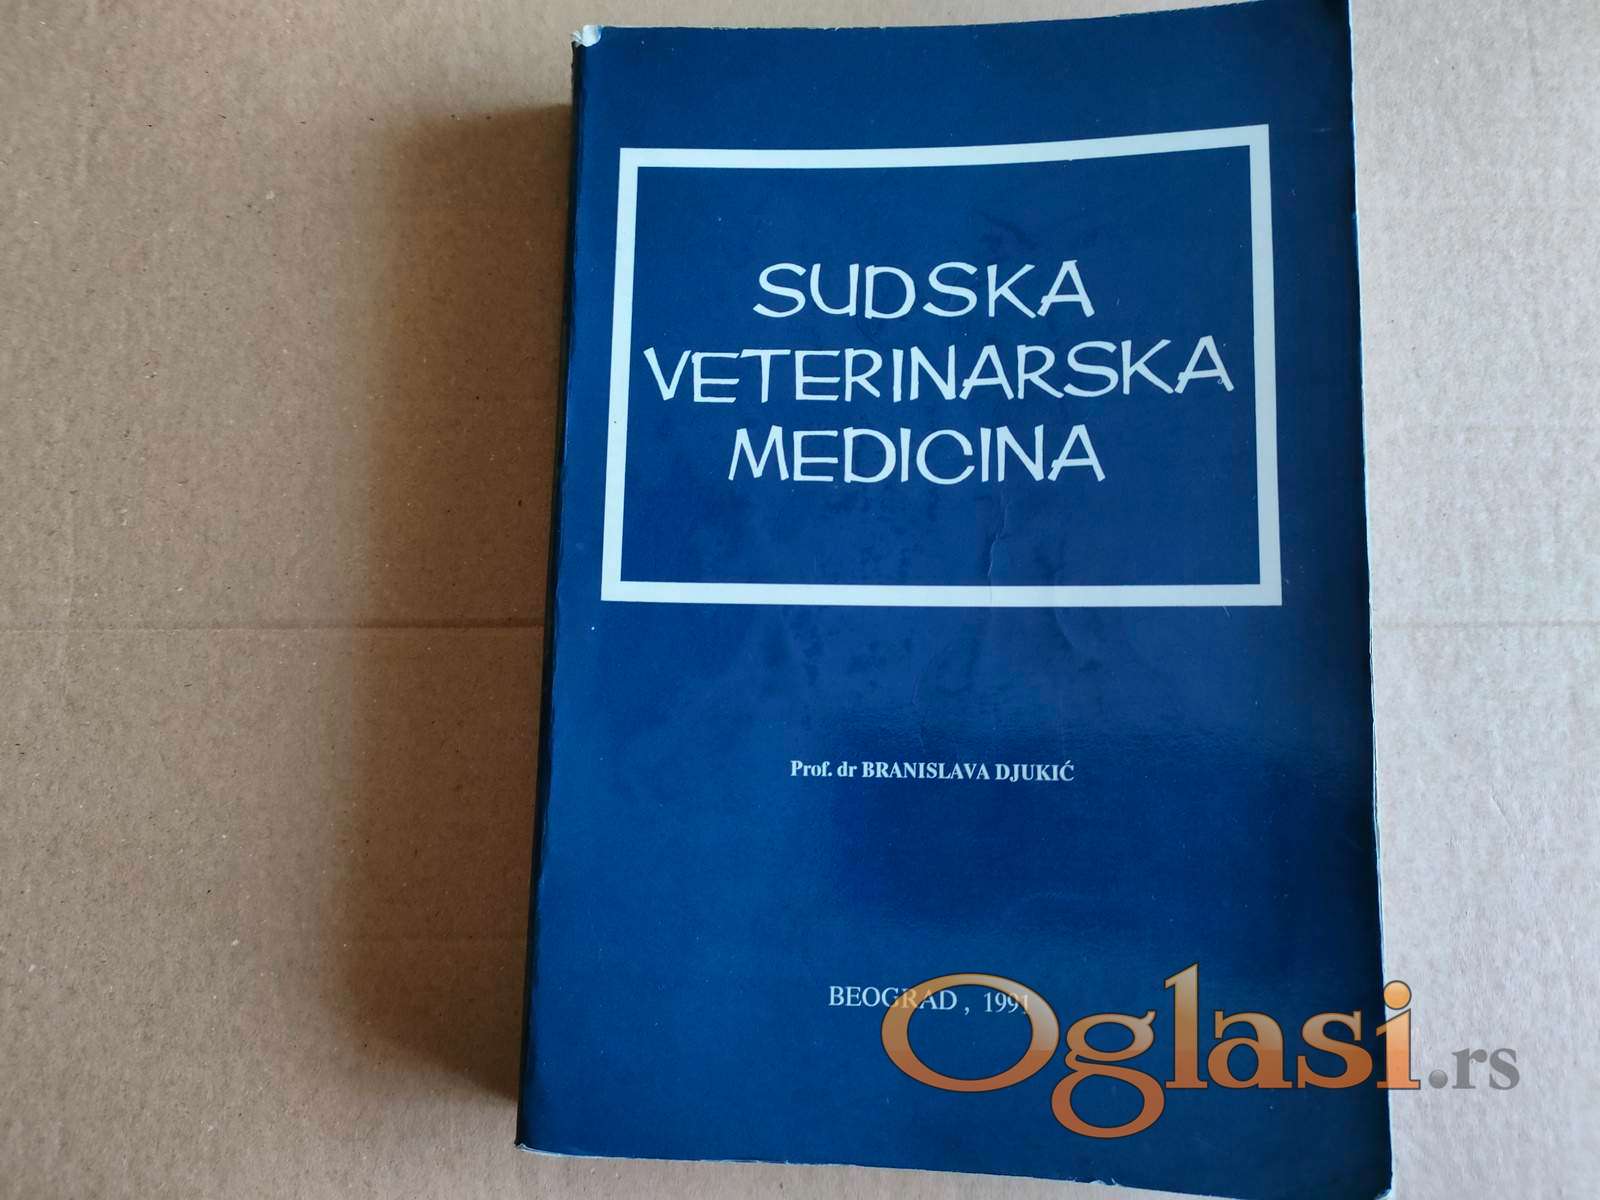 SUDSKA
VETERINARSKA
MEDICINA
Prof. dr BRANISLAVA DJUKIĆ
BEOGRAD, 1991
Oglasi.rs